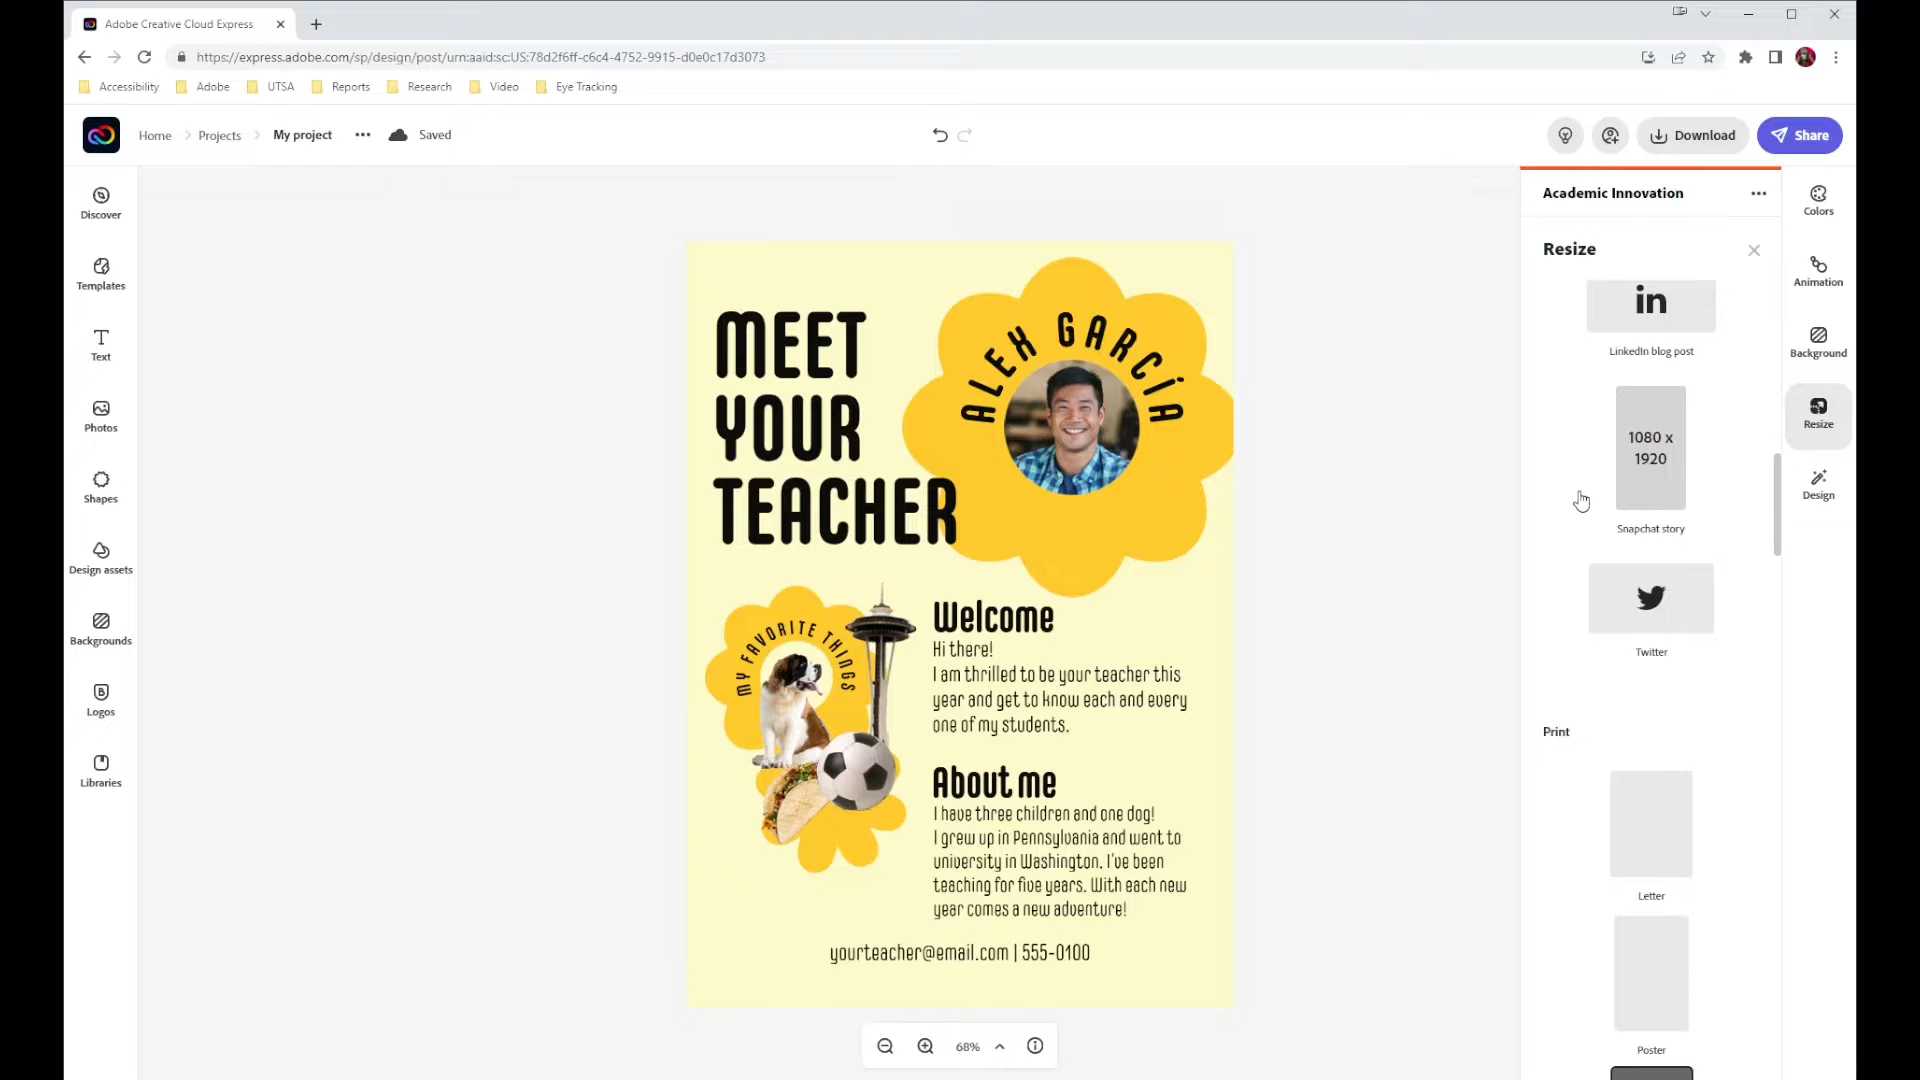 Adobe Creative Cloud Express
https://express.adobe.com/sp/design/post/urn:aaid:sc:US:78d2f6ff-c6c4-4752-9915-d0e0c17d3073
Accessibility Adobe UTSA Reports Research Video Eye Tracking
Home Projects My project Saved Download Share
Discover
Templates
Text
Photos
Shapes
Design assets
Backgrounds
Logos
Libraries
MEET
YOUR
TEACHER
ALEX GARCÍA
MY FAVORITE THINGS
Welcome
Hi there!
I am thrilled to be your teacher this
year and get to know each and every
one of my students.
About me
I have three children and one dog!
I grew up in Pennsylvania and went to
university in Washington. I've been
teaching for five years. With each new
year comes a new adventure!
yourteacher@email.com | 555-0100
68%
Academic Innovation
Resize
in
LinkedIn blog post
1080 x
1920
Snapchat story
Twitter
Print
Letter
Poster
Colors
Animation
Background
Resize
Design